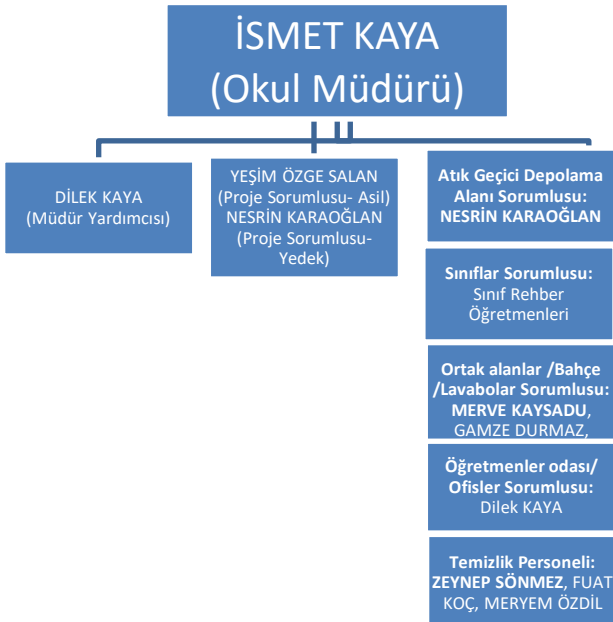 İSMET KAYA
(Okul Müdürü)
DİLEK KAYA
(Müdür Yardımcısı)
YEŞİM ÖZGE SALAN
(Proje Sorumlusu- Asil)
NESRİN KARAOĞLAN
(Proje Sorumlusu-
Yedek)
Atık Geçici Depolama
Alanı Sorumlusu:
NESRİN KARAOĞLAN
Sınıflar Sorumlusu:
Sınıf Rehber
Öğretmenleri
Ortak alanlar /Bahçe
/Lavabolar Sorumlusu:
MERVE KAYSADU,
GAMZE DURMAZ,
Öğretmenler odası/
Ofisler Sorumlusu:
Dilek KAYA
Temizlik Personeli:
ZEYNEP SÖNMEZ, FUAT
KOÇ, MERYEM ÖZDİL